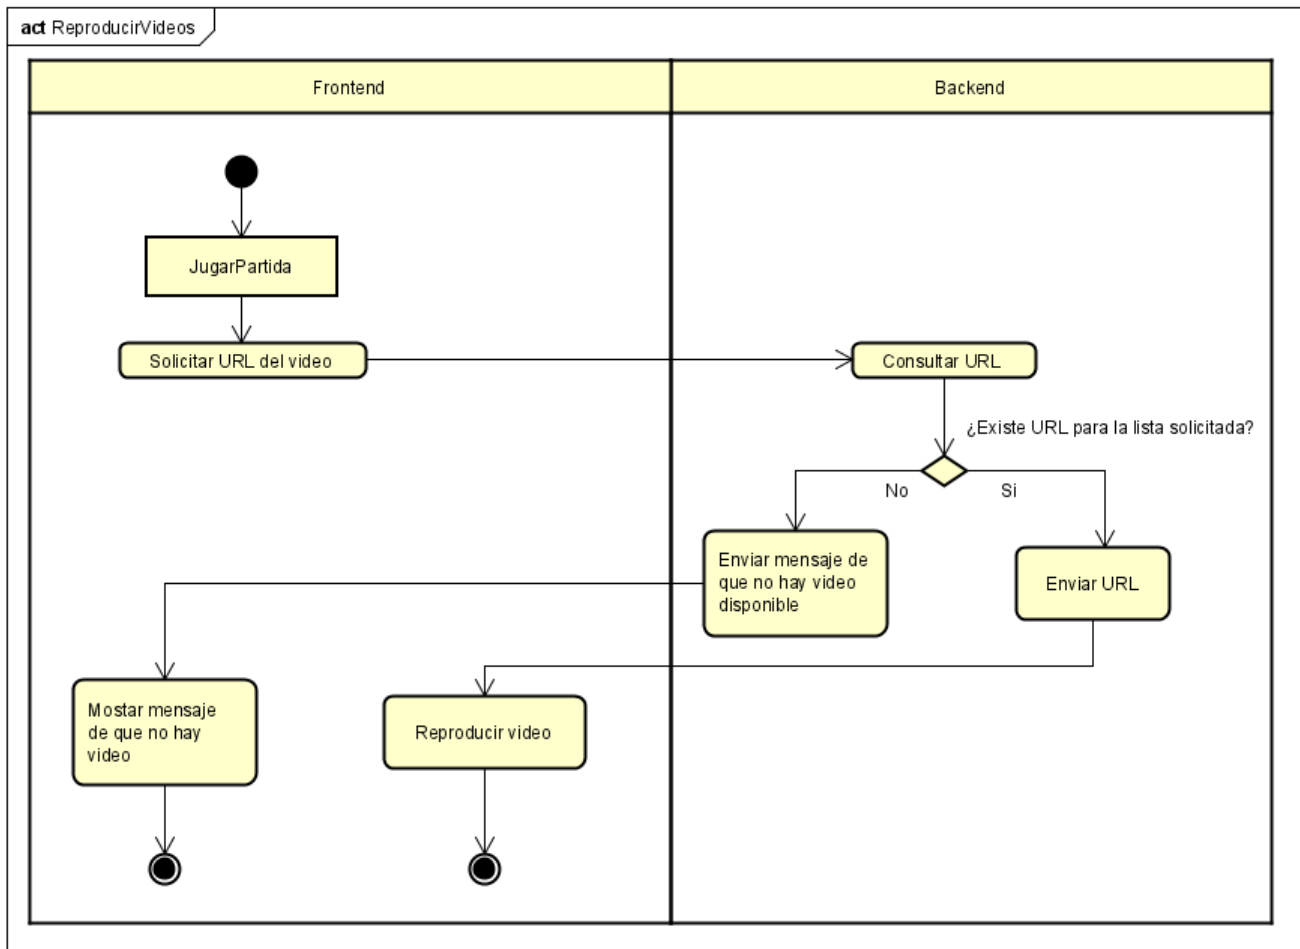 act ReproducirVideos
Frontend
Backend
JugarPartida
Solicitar URL del video
Consultar URL
¿Existe URL para la lista solicitada?
No
Si
Enviar mensaje de
que no hay video
disponible
Enviar URL
Mostar mensaje
de que no hay
video
Reproducir video